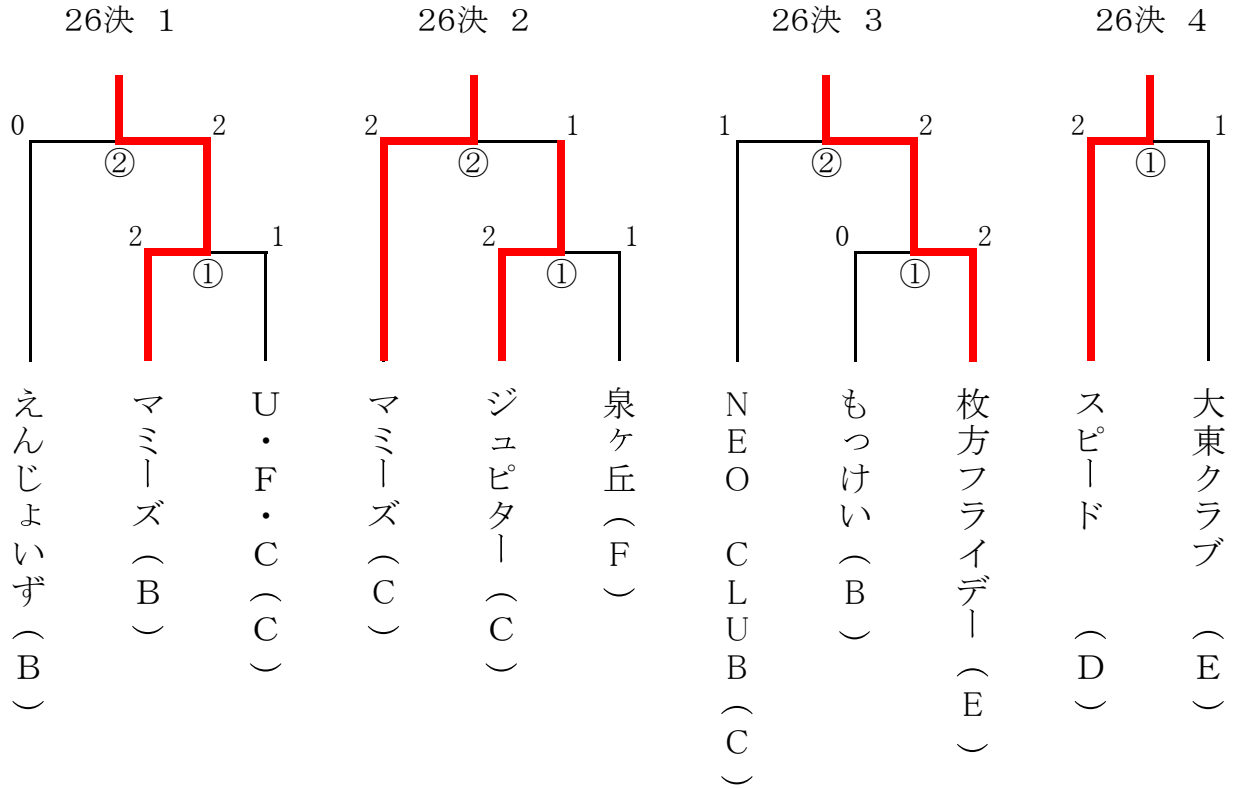 26決 1
26決 2
26決 3
26決 4
0
2
2
1
1
2
2
1
②
②
②
①
2
1
2
1
0
2
①
①
①
えんじょいず(B)
マミーズ(B)
U・F・C(C)
マミーズ(C)
ジュピター(C)
泉ケ丘(F)
NEO CLUB(C)
もっけい(B)
枚方フライデー(E)
スピード (D)
大東クラブ (E)